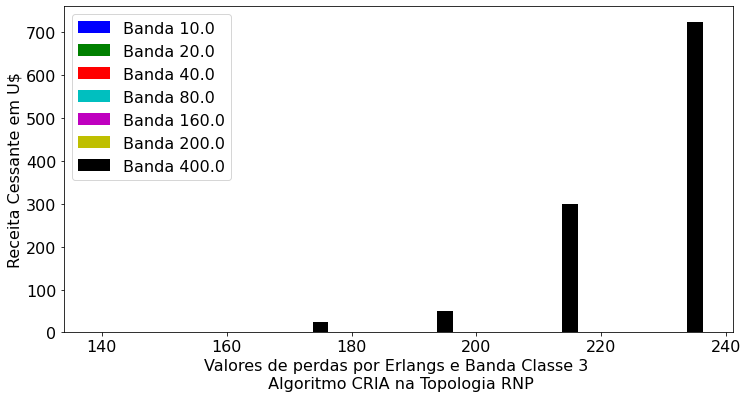 Banda 10.0
Banda 20.0
Banda 40.0
Banda 80.0
Banda 160.0
Banda 200.0
Banda 400.0
Receita Cessante em U$
700
600
500
400
300
200
100
0
140 160 180 200 220 240
Valores de perdas por Erlangs e Banda Classe 3
Algoritmo CRIA na Topologia RNP